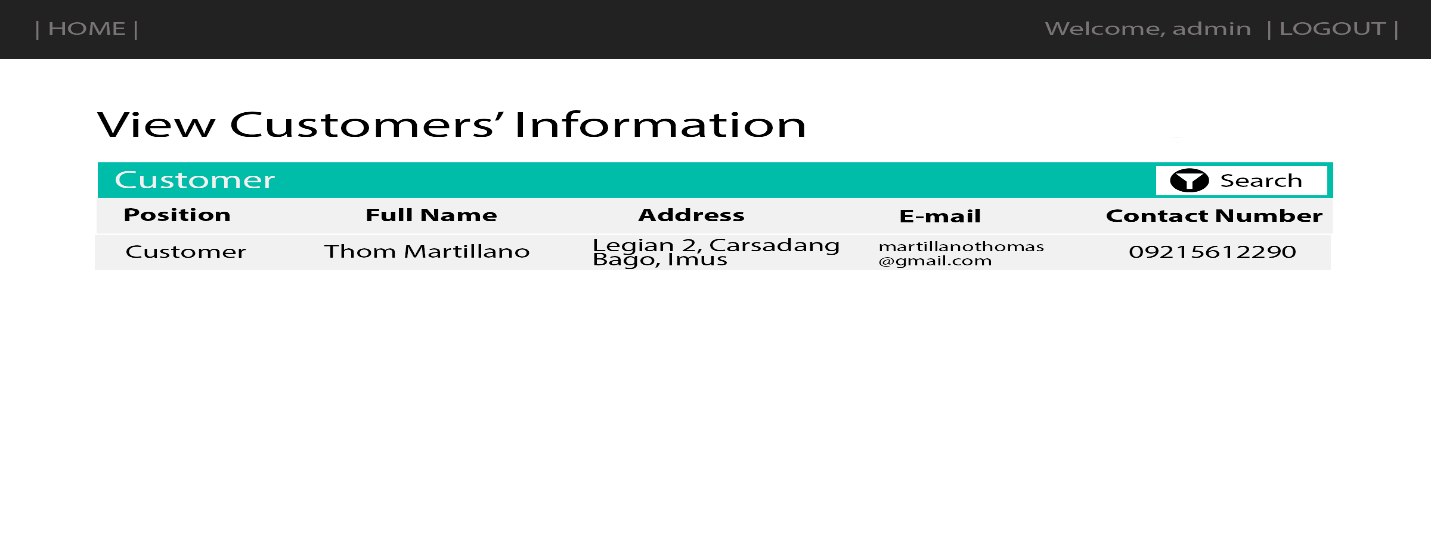 | HOME | Welcome, admin | LOGOUT |
View Customers’ Information
Customer Search
Position Full Name Address E-mail Contact Number
Customer Thom Martillano Legian 2, Carsadang martillanothomas 09215612290
Bago, Imus @gmail.com